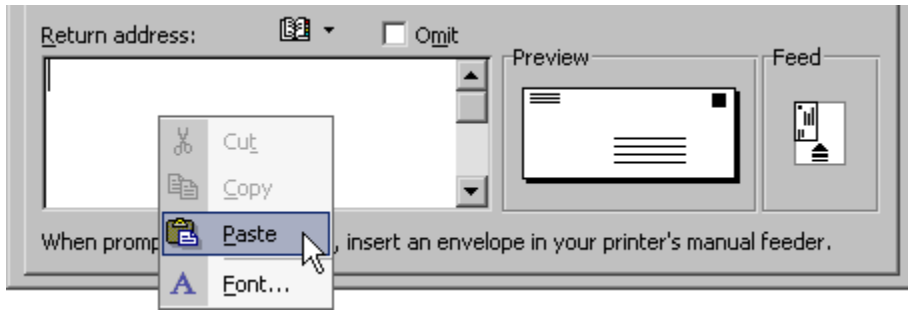 Return address:
Omit
Preview
Feed
Cut
Copy
Paste
Font...
When promp , insert an envelope in your printer's manual feeder.